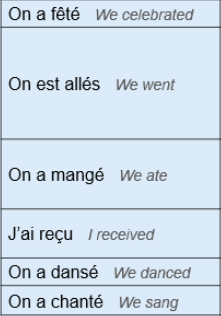 On a fêté We celebrated
On est allés We went
On a mangé We ate
J'ai reçu I received
On a dansé We danced
On a chanté We sang